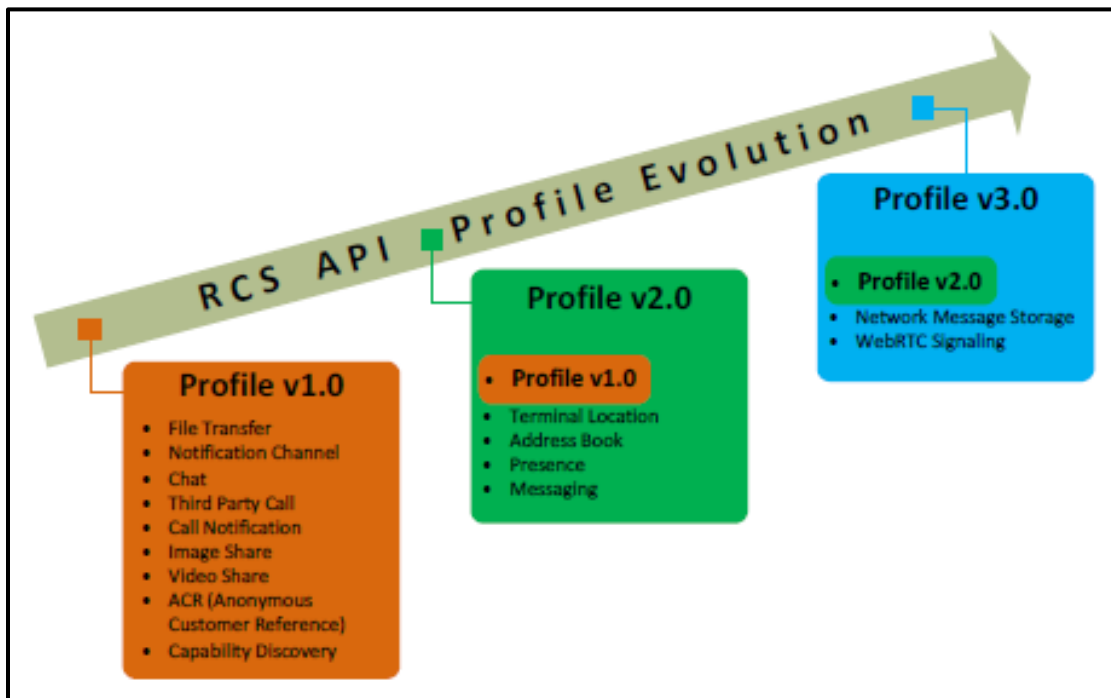 RCS API Profile Evolution
Profile v1.0
• File Transfer
• Notification Channel
• Chat
• Third Party Call
• Call Notification
• Image Share
• Video Share
• ACR (Anonymous
Customer Reference)
• Capability Discovery
Profile v2.0
• Profile v1.0
• Terminal Location
• Address Book
• Presence
• Messaging
Profile v3.0
• Profile v2.0
• Network Message Storage
• WebRTC Signaling